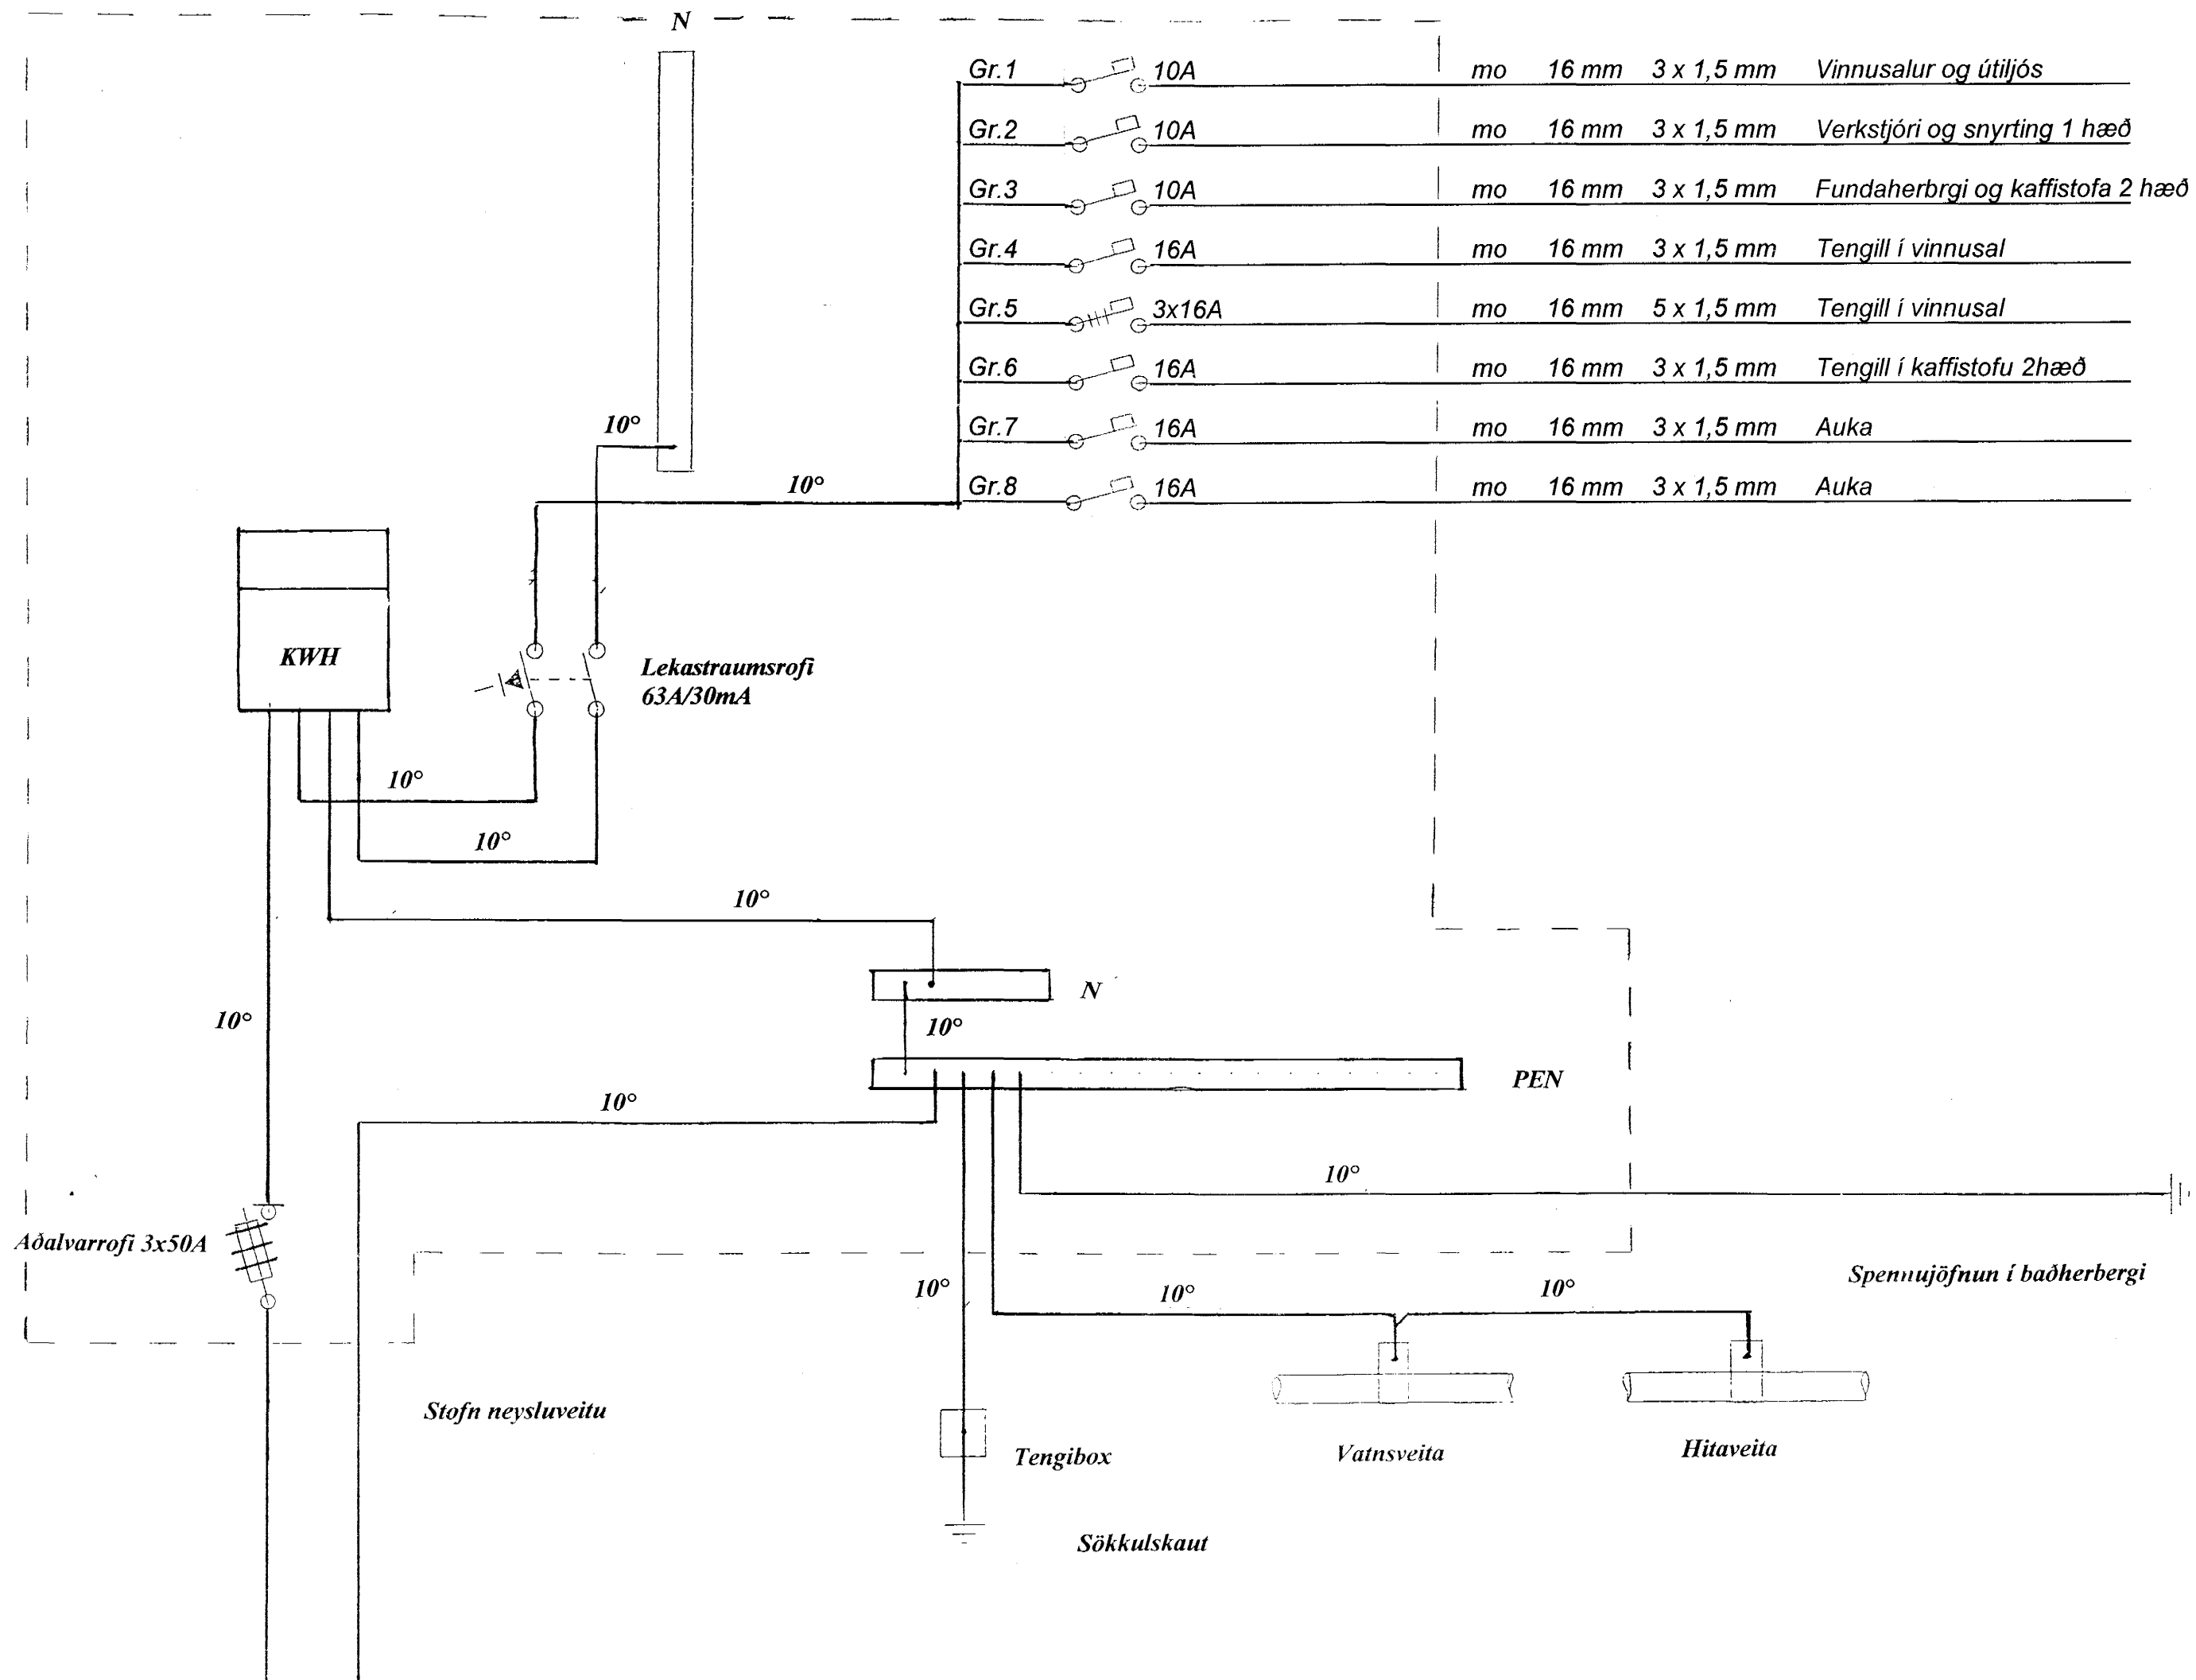 N
Gr.1 10A mo 16 mm 3 x 1,5 mm Vinnusalur og útiljós
Gr.2 10A mo 16 mm 3 x 1,5 mm Verkstjóri og snyrting 1 hæð
Gr.3 10A mo 16 mm 3 x 1,5 mm Fundaherbrgi og kaffistofa 2 hæð
Gr.4 16A mo 16 mm 3 x 1,5 mm Tengill í vinnusal
Gr.5 3x16A mo 16 mm 5 x 1,5 mm Tengill í vinnusal
Gr.6 16A mo 16 mm 3 x 1,5 mm Tengill í kaffistofu 2hæð
10°
Gr.7 16A mo 16 mm 3 x 1,5 mm Auka
10°
Gr.8 16A mo 16 mm 3 x 1,5 mm Auka
KWH
Lekastraumsrofi
63A/30mA
10°
10°
10°
N
10°
10°
PEN
10°
10°
Aðalvarrofi 3x50A
Spennujöfnun í baðherbergi
10°
10°
10°
Stofn neysluveitu
Tengibox
Vatnsveita
Hitaveita
Sökkulskaut